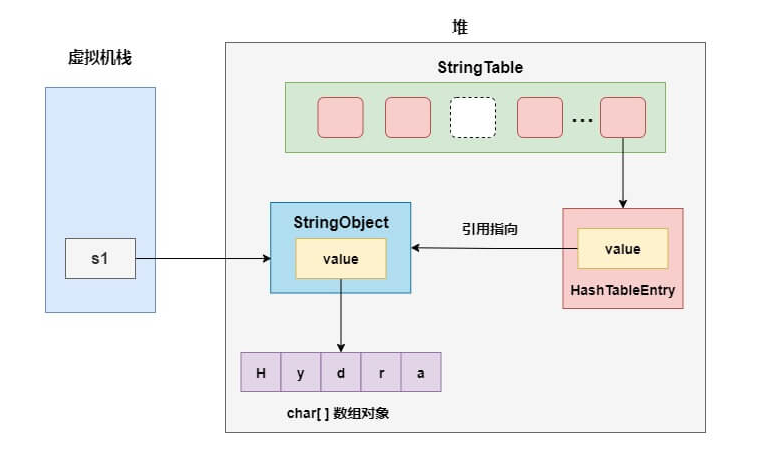 堆
虚拟机栈
StringTable
...
StringObject
引用指向
value
value
s1
HashTableEntry
H y d r a
char[ ] 数组对象